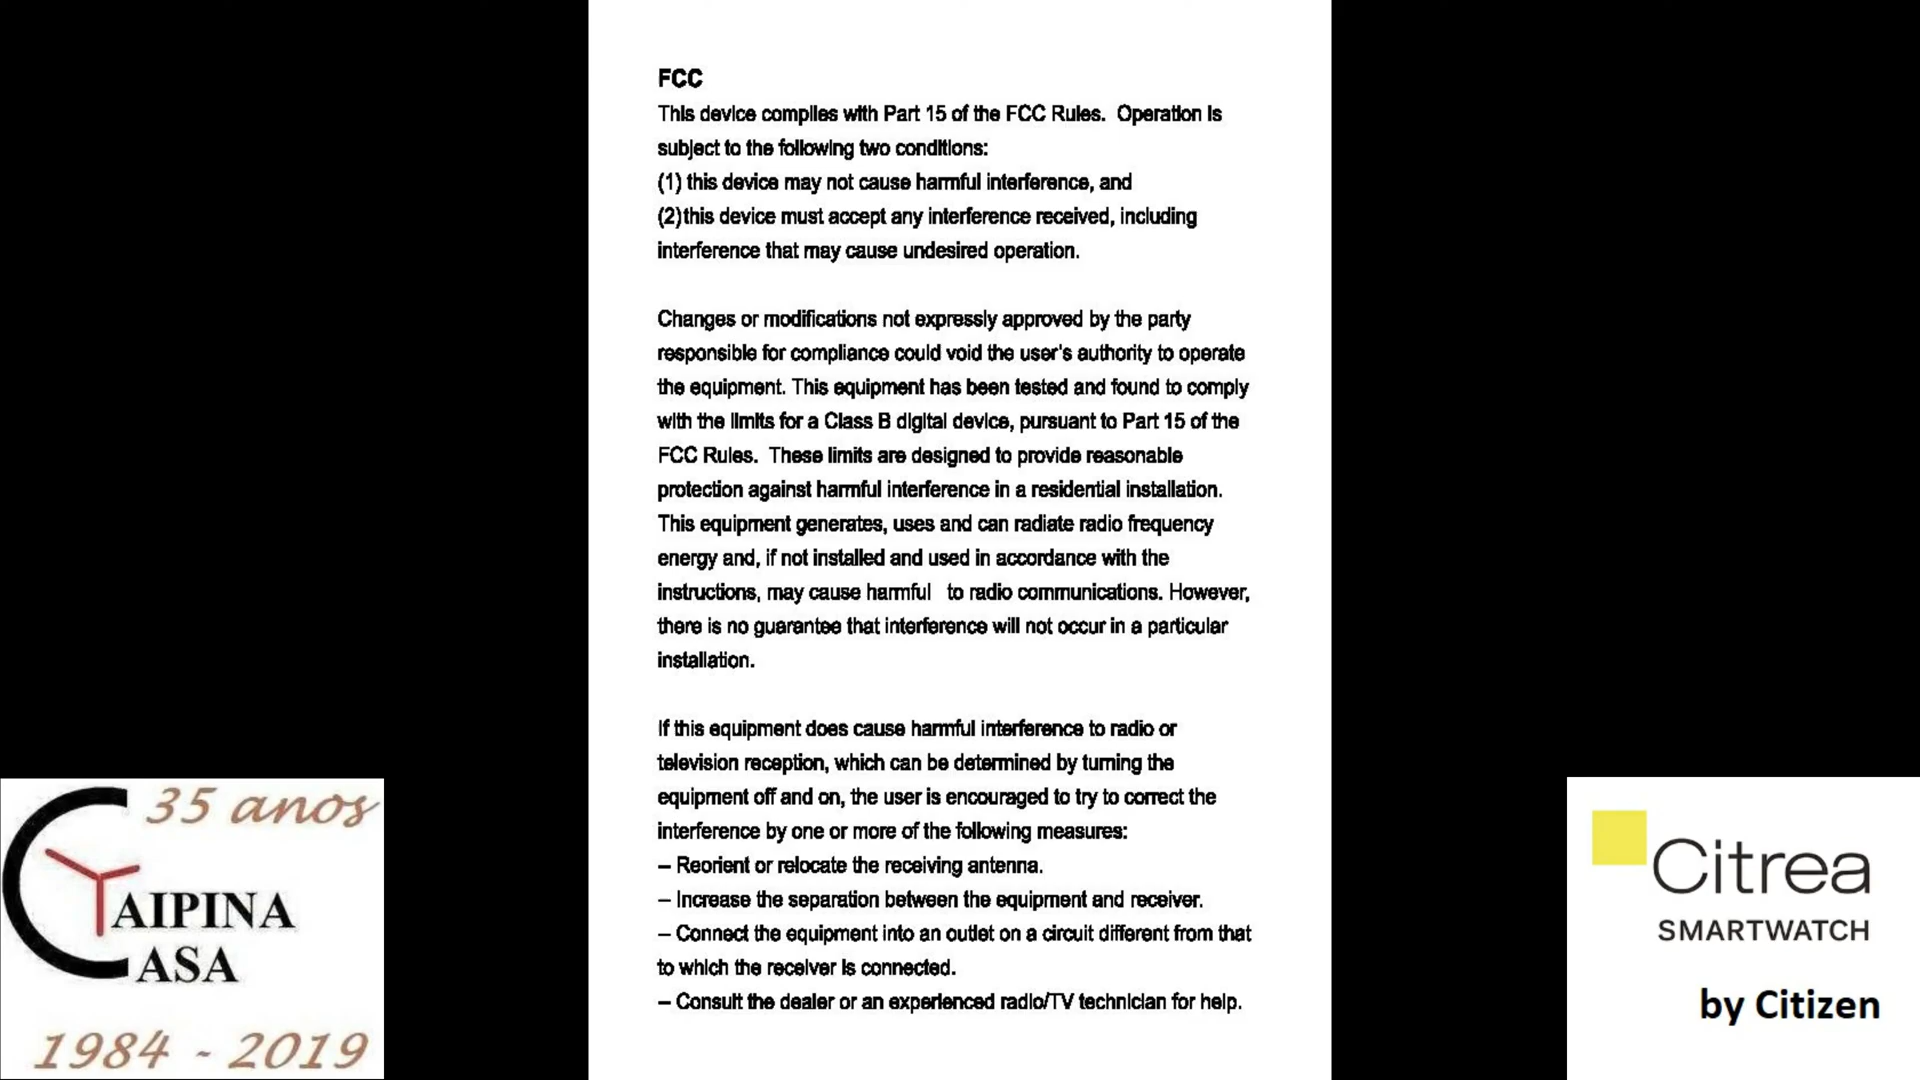 FCC
This device complies with Part 15 of the FCC Rules.  Operation is
subject to the following two conditions:
(1) this device may not cause harmful interference, and
(2)this device must accept any interference received, including
interference that may cause undesired operation.
Changes or modifications not expressly approved by the party
responsible for compliance could void the user's authority to operate
the equipment. This equipment has been tested and found to comply
with the limits for a Class B digital device, pursuant to Part 15 of the
FCC Rules.  These limits are designed to provide reasonable
protection against harmful interference in a residential installation.
This equipment generates, uses and can radiate radio frequency
energy and, if not installed and used in accordance with the
instructions, may cause harmful   to radio communications. However,
there is no guarantee that interference will not occur in a particular
installation.
If this equipment does cause harmful interference to radio or
television reception, which can be determined by turning the
equipment off and on, the user is encouraged to try to correct the
interference by one or more of the following measures:
– Reorient or relocate the receiving antenna.
– Increase the separation between the equipment and receiver.
– Connect the equipment into an outlet on a circuit different from that
to which the receiver is connected.
– Consult the dealer or an experienced radio/TV technician for help.
35 anos
TAIPINA
CASA
1984 - 2019
Citrea
SMARTWATCH
by Citizen